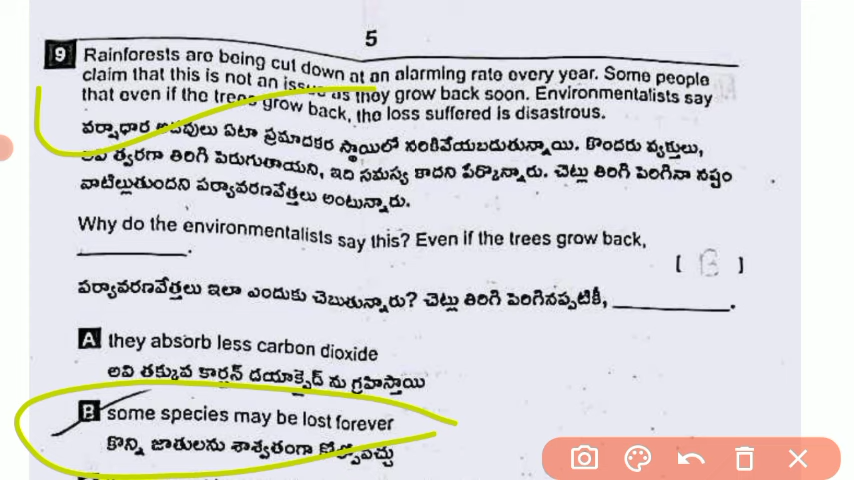 5
9 Rainforests are being cut down at an alarming rate every year. Some people
claim that this is not an issue as they grow back soon. Environmentalists say
that even if the trees grow back, the loss suffered is disastrous.
వర్షాధార అడవులు ఏటా ప్రమాదకర స్థాయిలో నరికివేయబడుతున్నాయి. కొందరు వ్యక్తులు,
అవి త్వరగా తిరిగి పెరుగుతాయని, ఇది సమస్య కాదని పేర్కొన్నారు. చెట్లు తిరిగి పెరిగినా నష్టం
వాటిల్లుతుందని పర్యావరణవేత్తలు అంటున్నారు.
Why do the environmentalists say this? Even if the trees grow back,
________.
[ B ]
పర్యావరణవేత్తలు ఇలా ఎందుకు చెబుతున్నారు? చెట్లు తిరిగి పెరిగినప్పటికీ, ________.
A they absorb less carbon dioxide
అవి తక్కువ కార్బన్ డయాక్సైడ్ ను గ్రహిస్తాయి
B some species may be lost forever
కొన్ని జాతులను శాశ్వతంగా కోల్పోవచ్చు